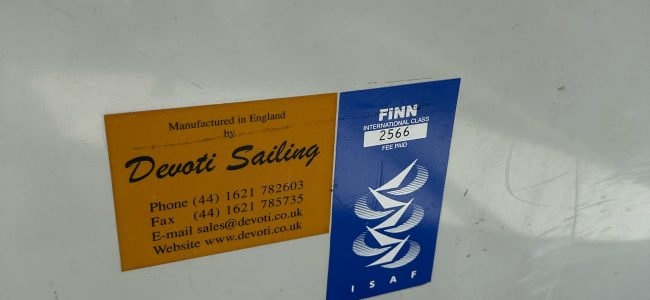 Manufactured in England
by
Devoti Sailing
Phone (44) 1621 782603
Fax (44) 1621 785735
E-mail sales@devoti.co.uk
Website www.devoti.co.uk
FINN
INTERNATIONAL CLASS
2566
FEE PAID
ISAF